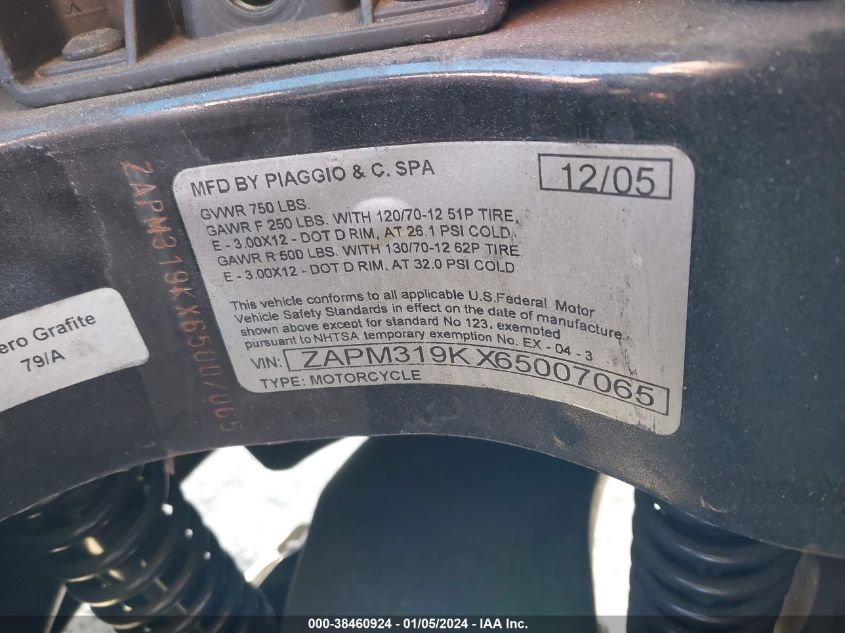 MFD BY PIAGGIO & C. SPA
12/05
GVWR 750 LBS.
GAWR F 250 LBS. WITH 120/70-12 51P TIRE,
E - 3.00X12 - DOT D RIM, AT 26.1 PSI COLD.
GAWR R 500 LBS. WITH 130/70-12 62P TIRE,
E - 3.00X12 - DOT D RIM, AT 32.0 PSI COLD
This vehicle conforms to all applicable U.S.Federal Motor
Vehicle Safety Standards in effect on the date of manufacture
shown above except for standard No 123, exempted
pursuant to NHTSA temporary exemption No. EX - 04 - 3
VIN: ZAPM319KX65007065
TYPE: MOTORCYCLE
ZAPM319KX65007065
ero Grafite
79/A
A
000-38460924 - 01/05/2024 - IAA Inc.